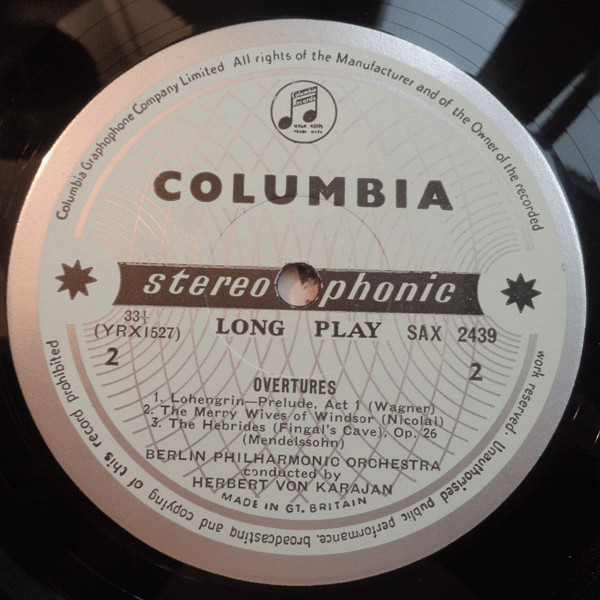 Columbia Graphophone Company Limited All rights of the Manufacturer and of the Owner of the recorded
work reserved. Unauthorised public performance, broadcasting and copying of this record prohibited
Columbia
Records
COLUMBIA
stereophonic
33⅓
(YRX1527)
LONG PLAY
SAX 2439
2
2
OVERTURES
1. Lohengrin—Prelude, Act 1 (Wagner)
2. The Merry Wives of Windsor (Nicolai)
3. The Hebrides (Fingal's Cave), Op. 26
(Mendelssohn)
BERLIN PHILHARMONIC ORCHESTRA
conducted by
HERBERT VON KARAJAN
MADE IN GT. BRITAIN